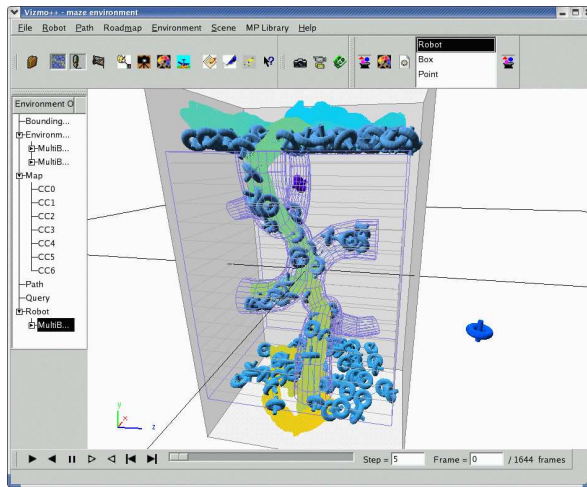 Vizmo++ - maze environment
File Robot Path Roadmap Environment Scene MP Library Help
Robot
Box
Point
Environment O
Bounding...
Environm...
MultiB...
MultiB...
Map
CC0
CC1
CC2
CC3
CC4
CC5
CC6
Path
Query
Robot
MultiB...
y
x
z
Step = 5 Frame = 0 / 1644 frames